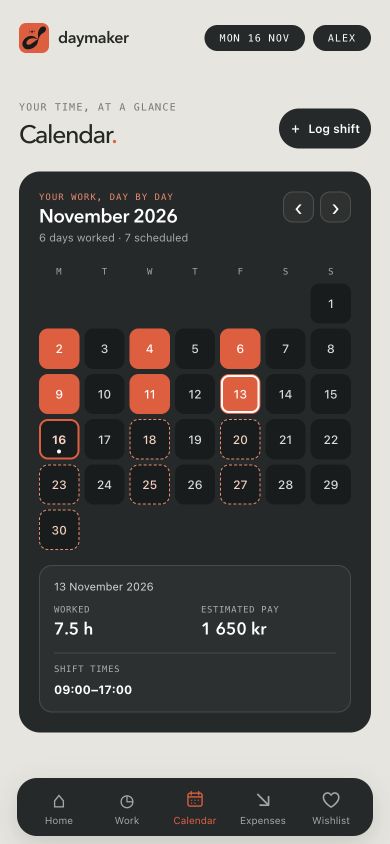 daymaker
MON 16 NOV
ALEX
YOUR TIME, AT A GLANCE
Calendar.
+ Log shift
YOUR WORK, DAY BY DAY
November 2026
6 days worked · 7 scheduled
‹ ›
M T W T F S S
1
2 3 4 5 6 7 8
9 10 11 12 13 14 15
16 17 18 19 20 21 22
23 24 25 26 27 28 29
30
13 November 2026
WORKED ESTIMATED PAY
7.5 h 1 650 kr
SHIFT TIMES
09:00–17:00
Home Work Calendar Expenses Wishlist